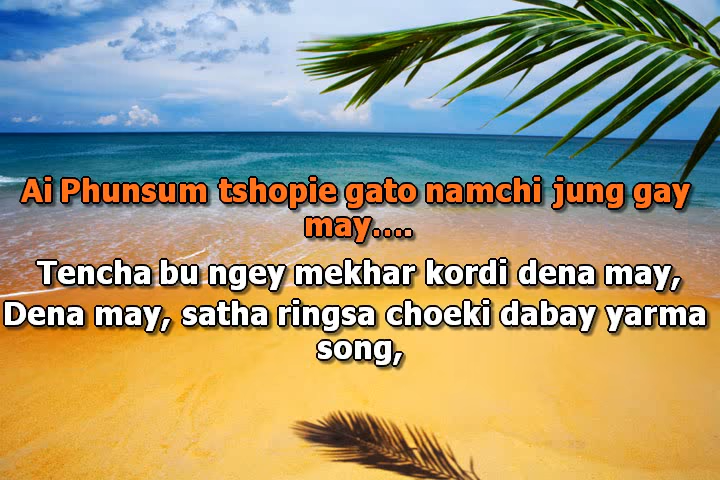 Ai Phunsum tshopie gato namchi jung gay
may....
Tencha bu ngey mekhar kordi dena may,
Dena may, satha ringsa choeki dabay yarma
song,